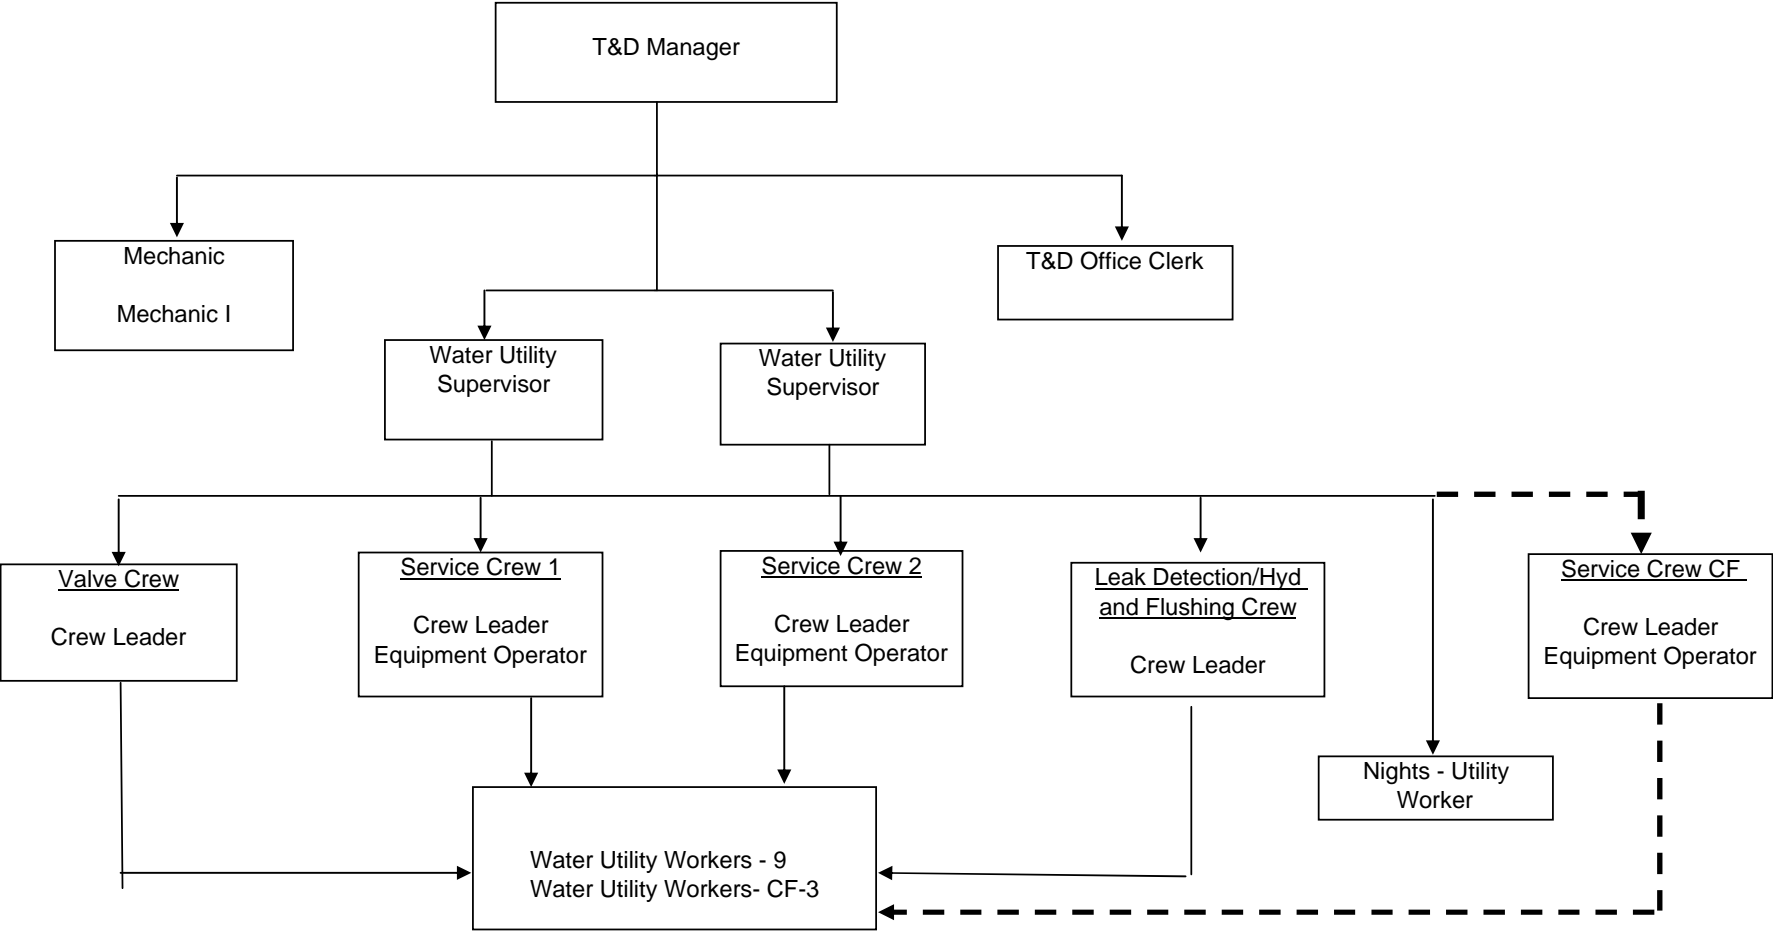 T&D Manager
Mechanic
Mechanic I
T&D Office Clerk
Water Utility
Supervisor
Water Utility
Supervisor
Valve Crew
Crew Leader
Service Crew 1
Crew Leader
Equipment Operator
Service Crew 2
Crew Leader
Equipment Operator
Leak Detection/Hyd
and Flushing Crew
Crew Leader
Service Crew CF
Crew Leader
Equipment Operator
Nights - Utility
Worker
Water Utility Workers - 9
Water Utility Workers- CF-3